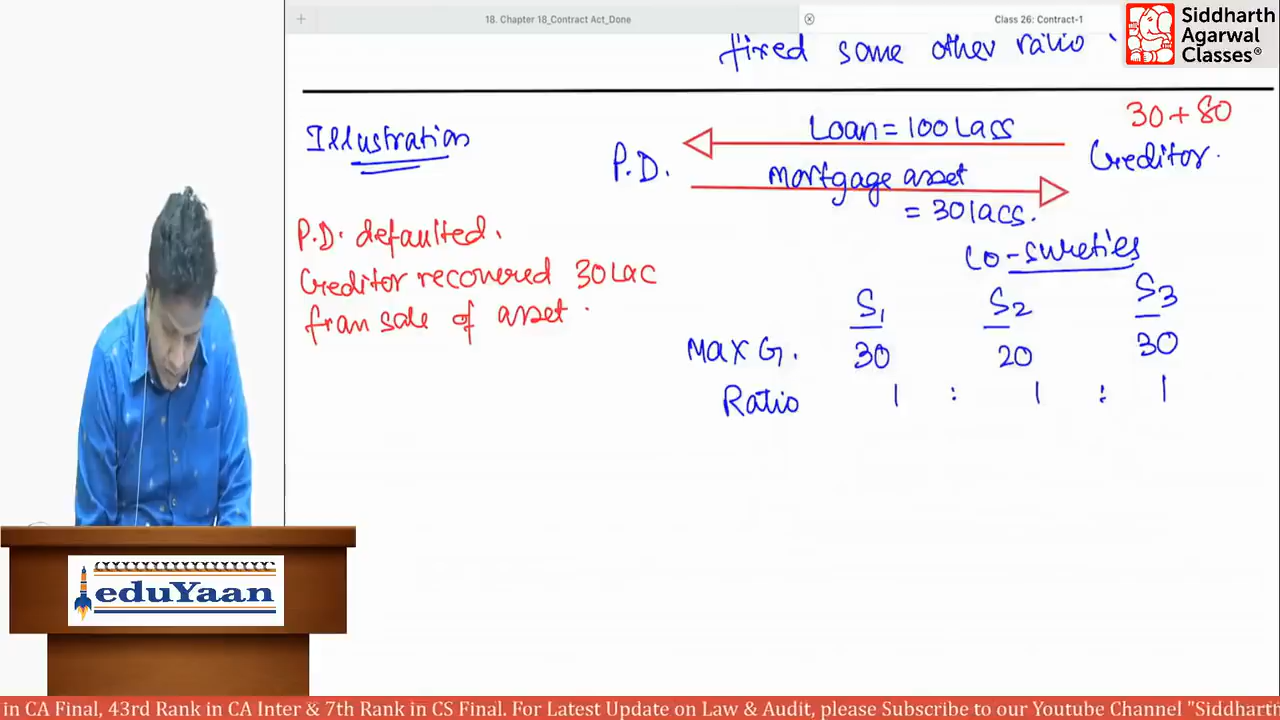 18. Chapter 18_Contract Act_Done
Class 26: Contract-1
Siddharth
Agarwal
Classes®
fixed some other ratio
Illustration
Loan = 100 Lacs
30 + 80
P.D.
Creditor.
mortgage asset
= 30 lacs.
P.D. defaulted.
Creditor recovered 30 Lac
from sale of asset.
Co-sureties
S1 S2 S3
Max G. 30 20 30
Ratio 1 : 1 : 1
eduYaan
in CA Final, 43rd Rank in CA Inter & 7th Rank in CS Final. For Latest Update on Law & Audit, please Subscribe to our Youtube Channel "Siddharth